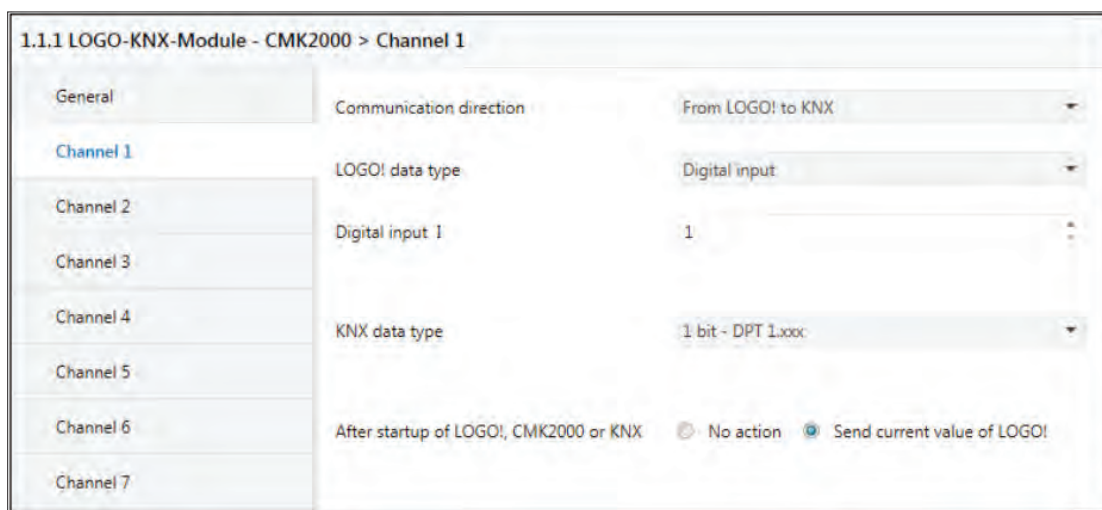 1.1.1 LOGO-KNX-Module - CMK2000 > Channel 1
General
Channel 1
Channel 2
Channel 3
Channel 4
Channel 5
Channel 6
Channel 7
Communication direction From LOGO! to KNX
LOGO! data type Digital input
Digital input I 1
KNX data type 1 bit - DPT 1.xxx
After startup of LOGO!, CMK2000 or KNX No action Send current value of LOGO!